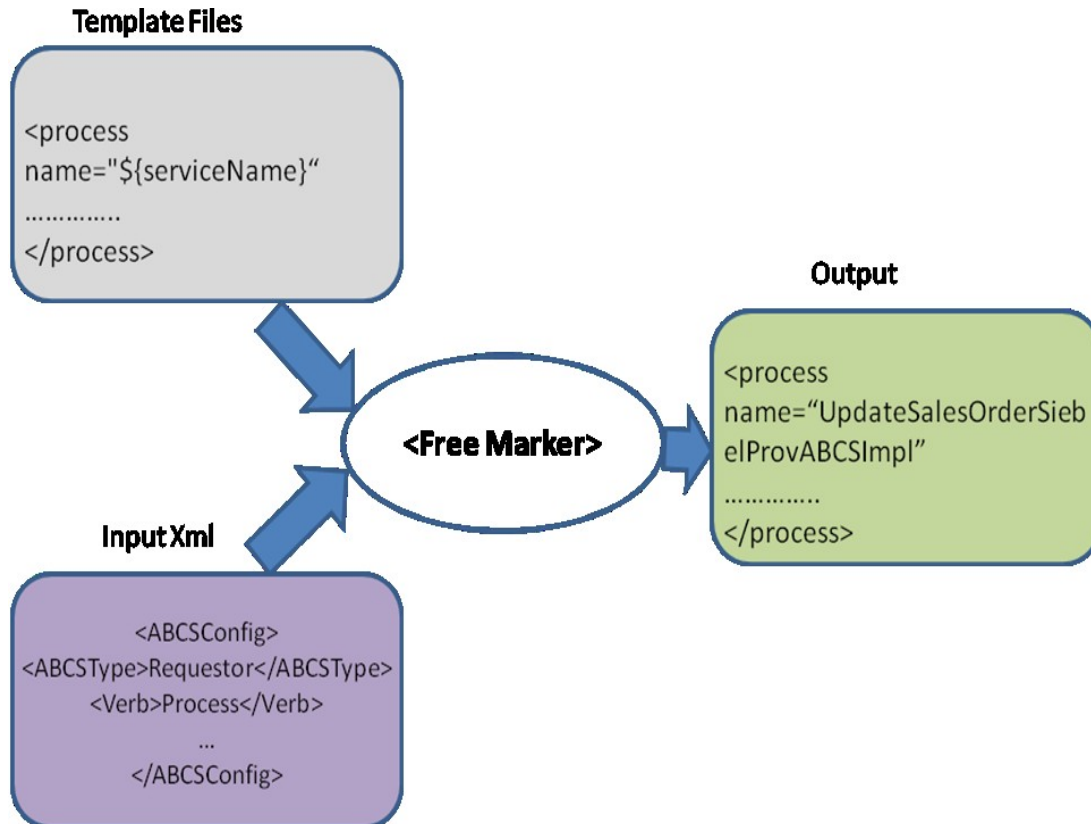 Template Files
<process
name="${serviceName}“
…………..
</process>
<Free Marker>
Input Xml
<ABCSConfig>
<ABCSType>Requestor</ABCSType>
<Verb>Process</Verb>
...
</ABCSConfig>
Output
<process
name=“UpdateSalesOrderSieb
elProvABCSImpl”
…………..
</process>